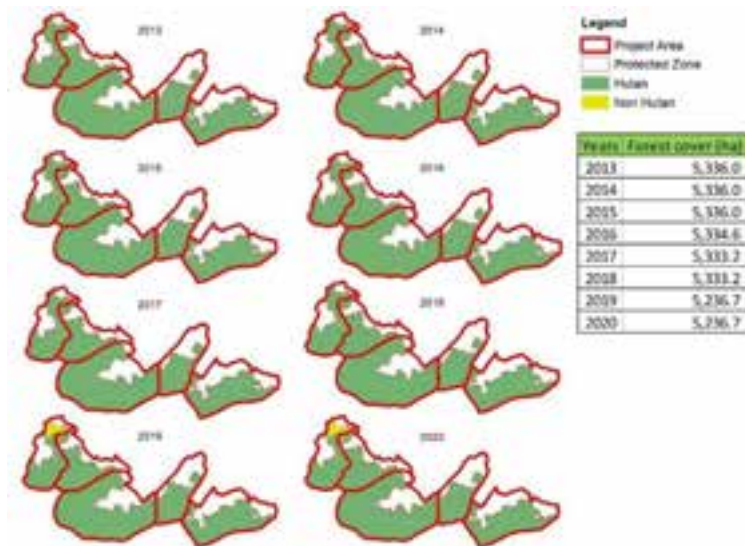 2013
2014
Legend
Project Area
Protected Zone
Hutan
Non Hutan
2015
2016
2017
2018
2019
2020
Years Forest cover (ha)
2013 5,336.0
2014 5,336.0
2015 5,336.0
2016 5,334.6
2017 5,333.2
2018 5,333.2
2019 5,236.7
2020 5,236.7